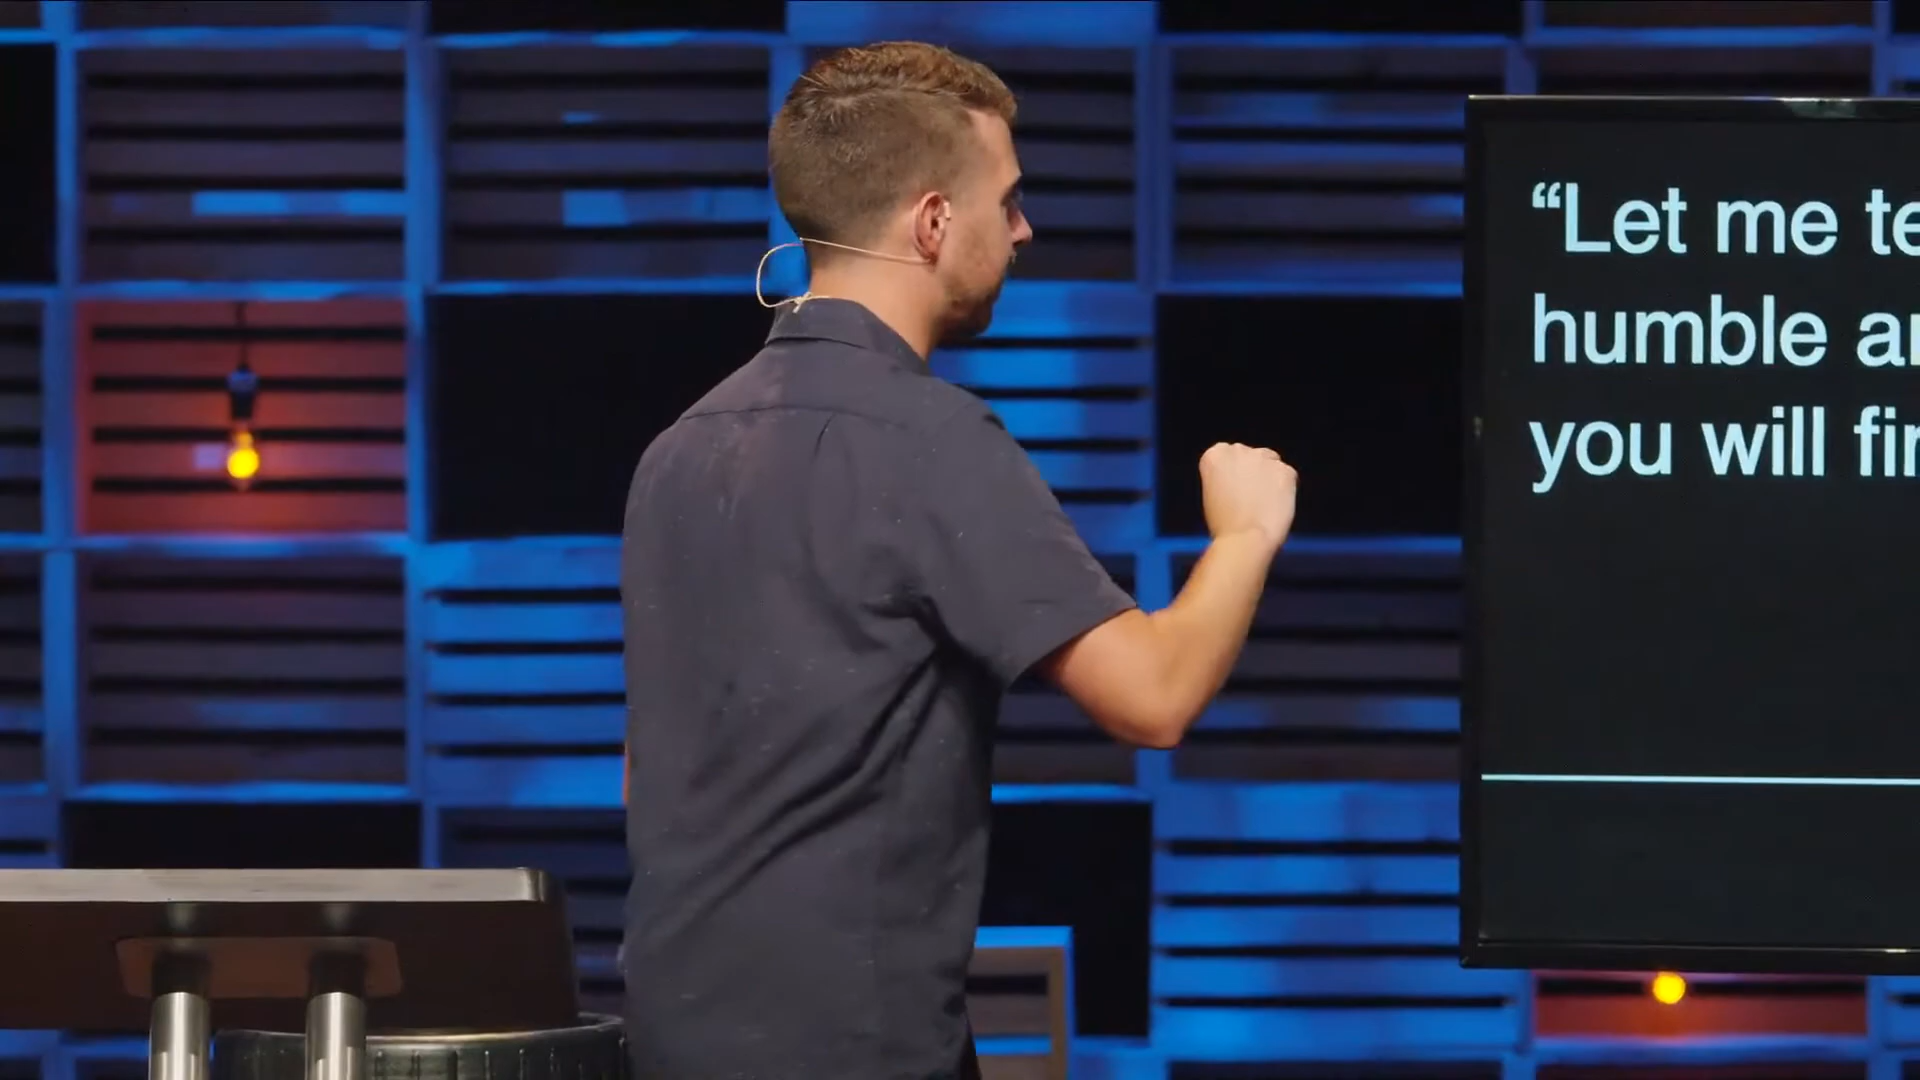 “Let me te
humble ar
you will fir